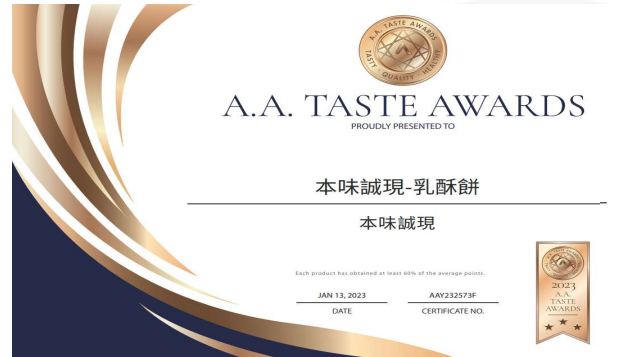 A.A. TASTE AWARDS
TASTY · QUALITY · HEALTHY
A.A. TASTE AWARDS
PROUDLY PRESENTED TO
本味誠現-乳酥餅
本味誠現
Each product has obtained at least 60% of the average points.
JAN 13, 2023
DATE
AAY232573F
CERTIFICATE NO.
2023
A.A.
TASTE
AWARDS